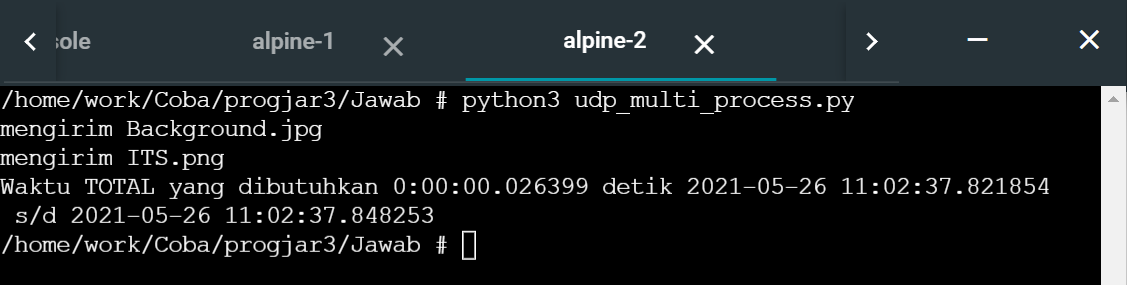 sole alpine-1 alpine-2
/home/work/Coba/progjar3/Jawab # python3 udp_multi_process.py
mengirim Background.jpg
mengirim ITS.png
Waktu TOTAL yang dibutuhkan 0:00:00.026399 detik 2021-05-26 11:02:37.821854
s/d 2021-05-26 11:02:37.848253
/home/work/Coba/progjar3/Jawab #